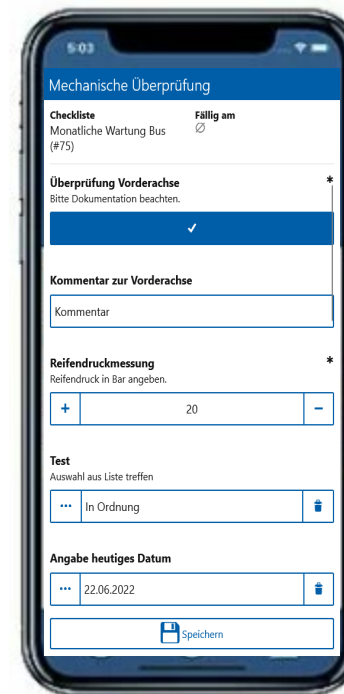 5:03
Mechanische Überprüfung
Checkliste Fällig am
Monatliche Wartung Bus Ø
(#75)
Überprüfung Vorderachse *
Bitte Dokumentation beachten.
Kommentar zur Vorderachse
Kommentar
Reifendruckmessung *
Reifendruck in Bar angeben.
+ 20 −
Test
Auswahl aus Liste treffen
... In Ordnung
Angabe heutiges Datum
... 22.06.2022
Speichern